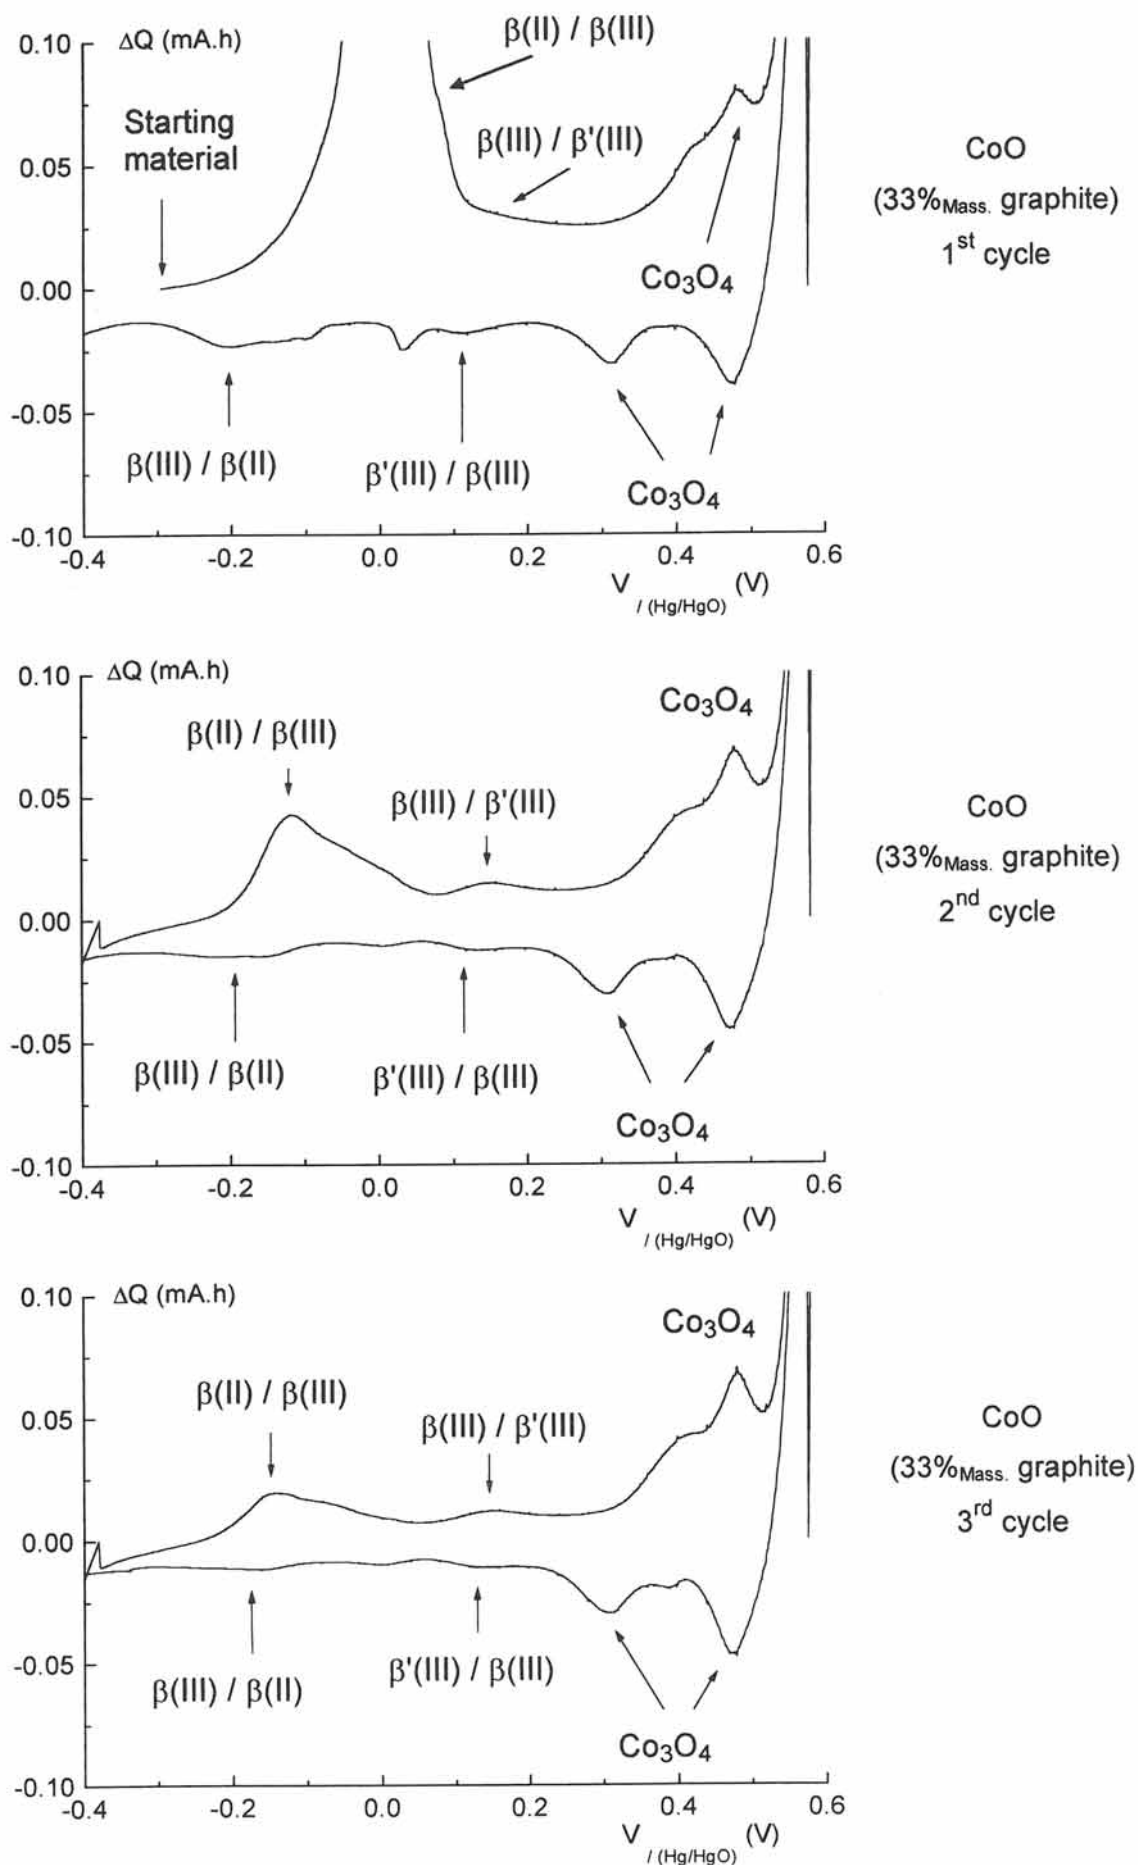 0.10
ΔQ (mA.h)
β(II) / β(III)
Starting
material
β(III) / β'(III)
0.05
CoO
(33%Mass. graphite)
1st cycle
Co3O4
0.00
-0.05
β(III) / β(II)
β'(III) / β(III)
Co3O4
-0.10
-0.4
-0.2
0.0
0.2
0.4
0.6
V / (Hg/HgO) (V)
0.10
ΔQ (mA.h)
Co3O4
β(II) / β(III)
β(III) / β'(III)
0.05
CoO
(33%Mass. graphite)
2nd cycle
0.00
-0.05
β(III) / β(II)
β'(III) / β(III)
Co3O4
-0.10
-0.4
-0.2
0.0
0.2
0.4
0.6
V / (Hg/HgO) (V)
0.10
ΔQ (mA.h)
Co3O4
β(II) / β(III)
β(III) / β'(III)
0.05
CoO
(33%Mass. graphite)
3rd cycle
0.00
-0.05
β(III) / β(II)
β'(III) / β(III)
Co3O4
-0.10
-0.4
-0.2
0.0
0.2
0.4
0.6
V / (Hg/HgO) (V)